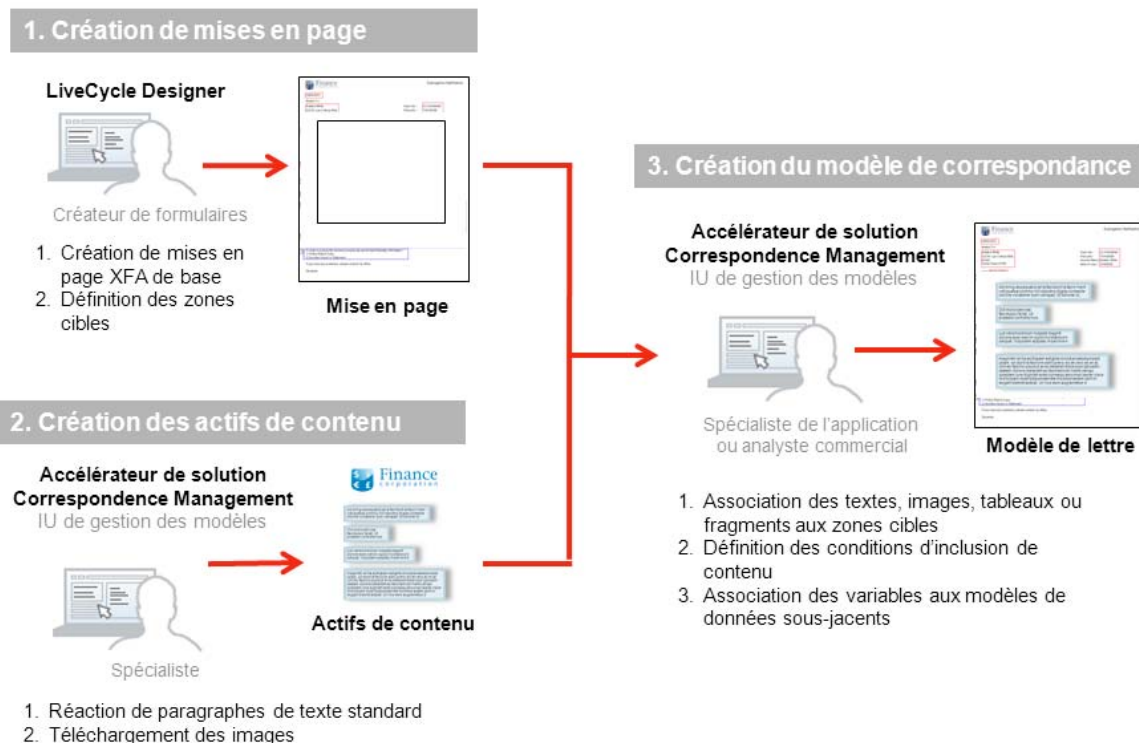 1. Création de mises en page
LiveCycle Designer
Créateur de formulaires
1. Création de mises en
page XFA de base
2. Définition des zones
cibles
Finance
Mise en page
2. Création des actifs de contenu
Accélérateur de solution
Correspondence Management
IU de gestion des modèles
Spécialiste
Finance
corporation
Actifs de contenu
1. Réaction de paragraphes de texte standard
2. Téléchargement des images
3. Création du modèle de correspondance
Accélérateur de solution
Correspondence Management
IU de gestion des modèles
Spécialiste de l'application
ou analyste commercial
Finance
Modèle de lettre
1. Association des textes, images, tableaux ou
fragments aux zones cibles
2. Définition des conditions d'inclusion de
contenu
3. Association des variables aux modèles de
données sous-jacents